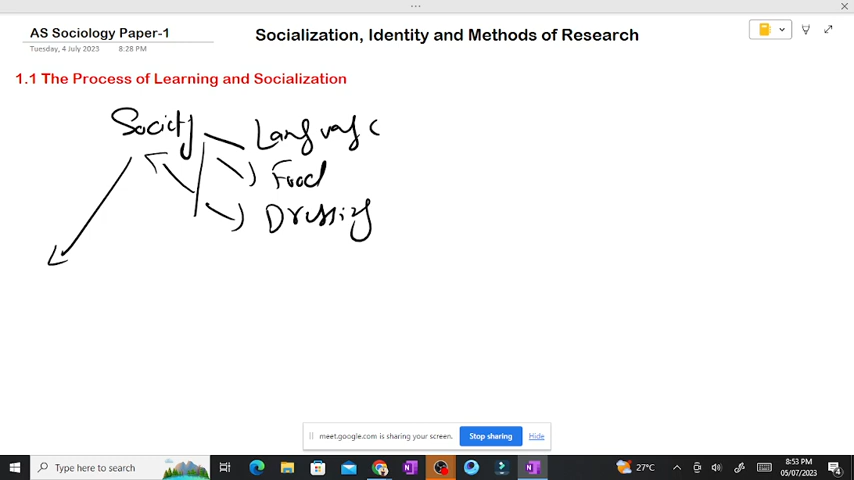 AS Sociology Paper-1
Socialization, Identity and Methods of Research
Tuesday, 4 July 2023 8:28 PM
1.1 The Process of Learning and Socialization
Society
Language
Food
Dressing
meet.google.com is sharing your screen. Stop sharing Hide
Type here to search
27°C
8:53 PM
05/07/2023
4